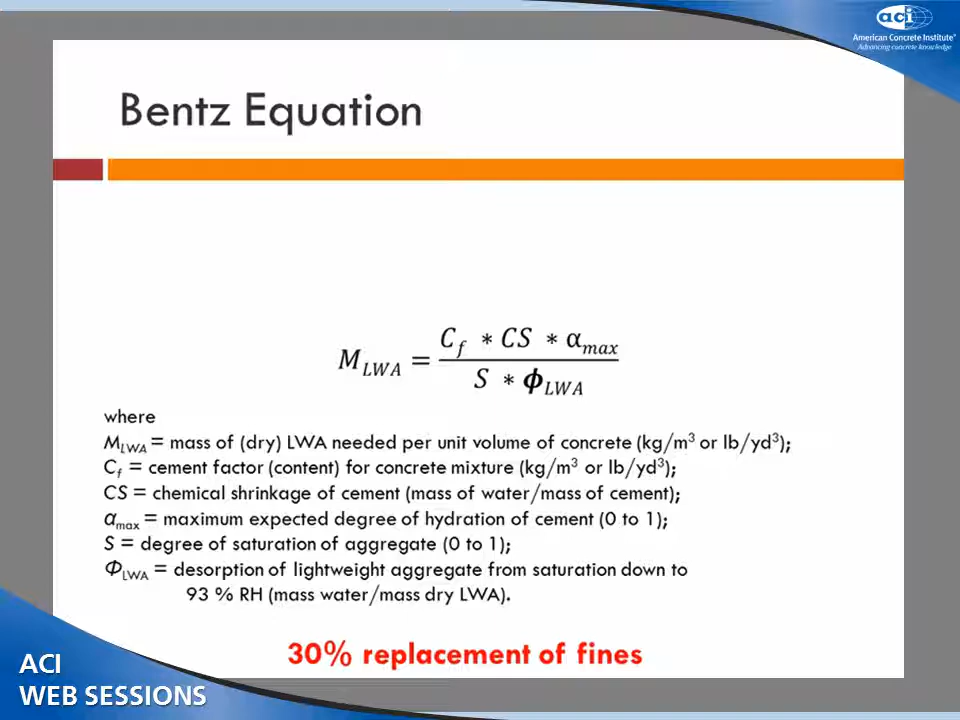 aci
American Concrete Institute®
Advancing concrete knowledge
Bentz Equation
M_LWA = (C_f * CS * α_max) / (S * ϕ_LWA)
where
M_LWA = mass of (dry) LWA needed per unit volume of concrete (kg/m³ or lb/yd³);
C_f = cement factor (content) for concrete mixture (kg/m³ or lb/yd³);
CS = chemical shrinkage of cement (mass of water/mass of cement);
α_max = maximum expected degree of hydration of cement (0 to 1);
S = degree of saturation of aggregate (0 to 1);
Φ_LWA = desorption of lightweight aggregate from saturation down to
93 % RH (mass water/mass dry LWA).
30% replacement of fines
ACI
WEB SESSIONS